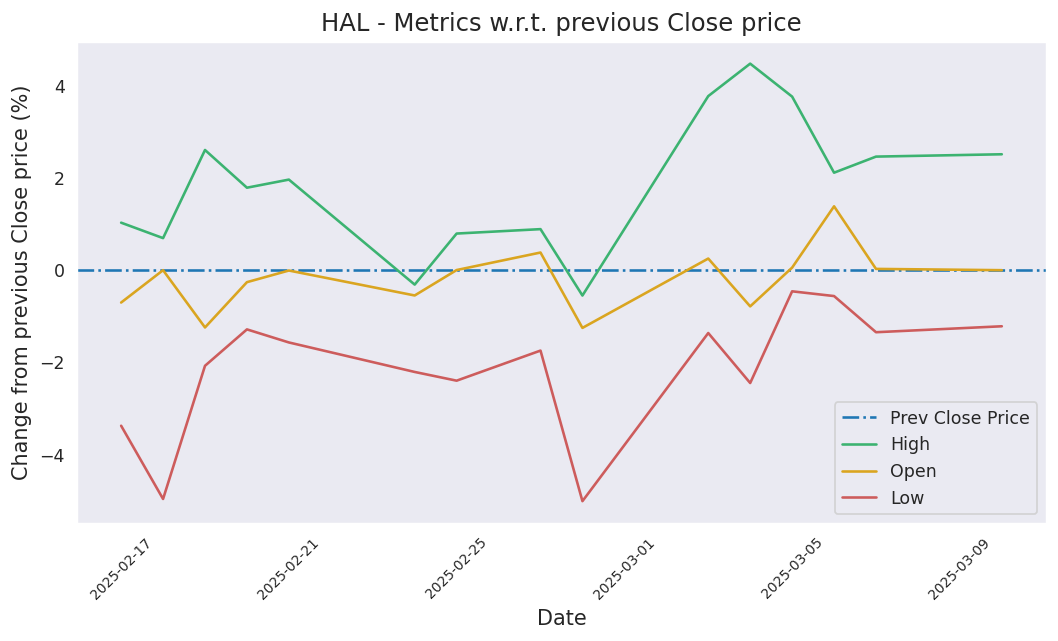 HAL - Metrics w.r.t. previous Close price
Change from previous Close price (%)
4
2
0
−2
−4
Prev Close Price
High
Open
Low
2025-02-17
2025-02-21
2025-02-25
2025-03-01
2025-03-05
2025-03-09
Date